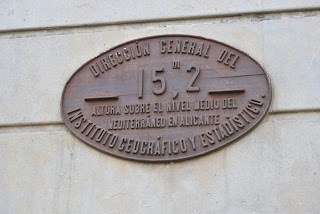 DIRECCIÓN GENERAL DEL
m
15,2
ALTURA SOBRE EL NIVEL MEDIO DEL
MEDITERRÁNEO EN ALICANTE
INSTITUTO GEOGRÁFICO Y ESTADÍSTICO.